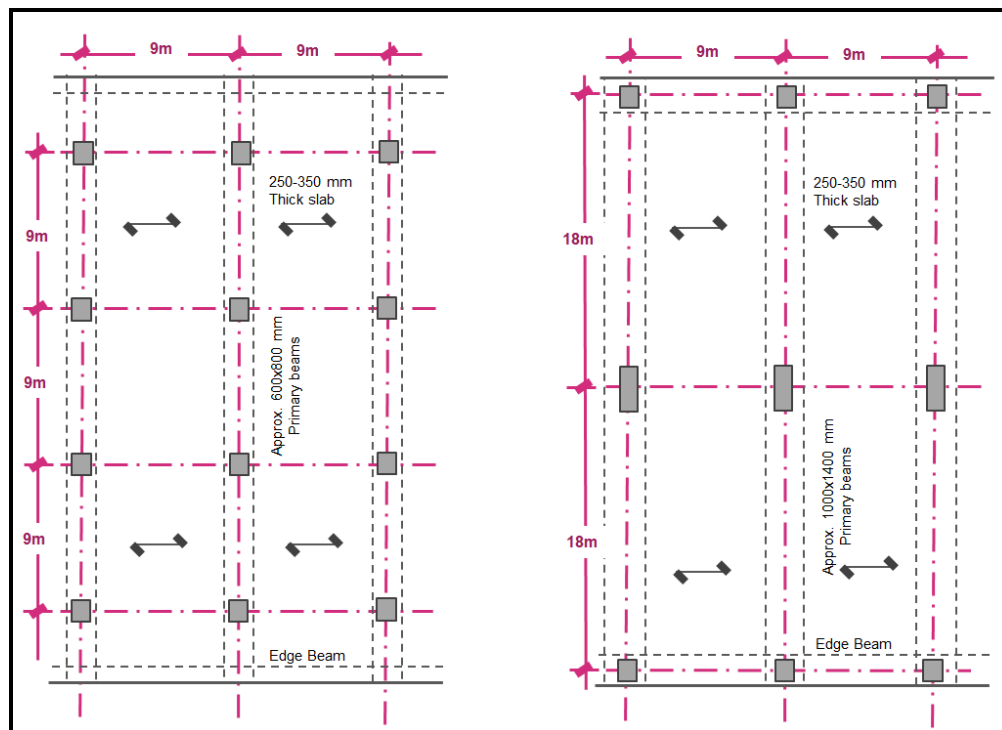 9m
9m
250-350 mm
Thick slab
9m
9m
9m
Approx. 600x800 mm
Primary beams
Edge Beam
9m
9m
250-350 mm
Thick slab
18m
18m
Approx. 1000x1400 mm
Primary beams
Edge Beam